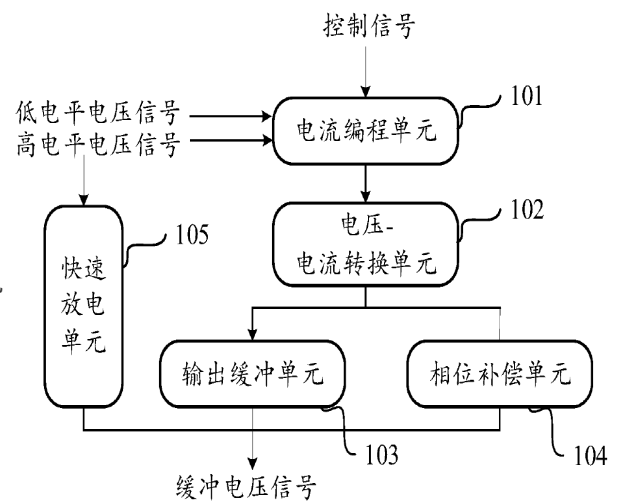 控制信号
低电平电压信号
高电平电压信号
101
电流编程单元
102
电压-
电流转换单元
105
快速
放电
单元
输出缓冲单元
相位补偿单元
103
104
缓冲电压信号